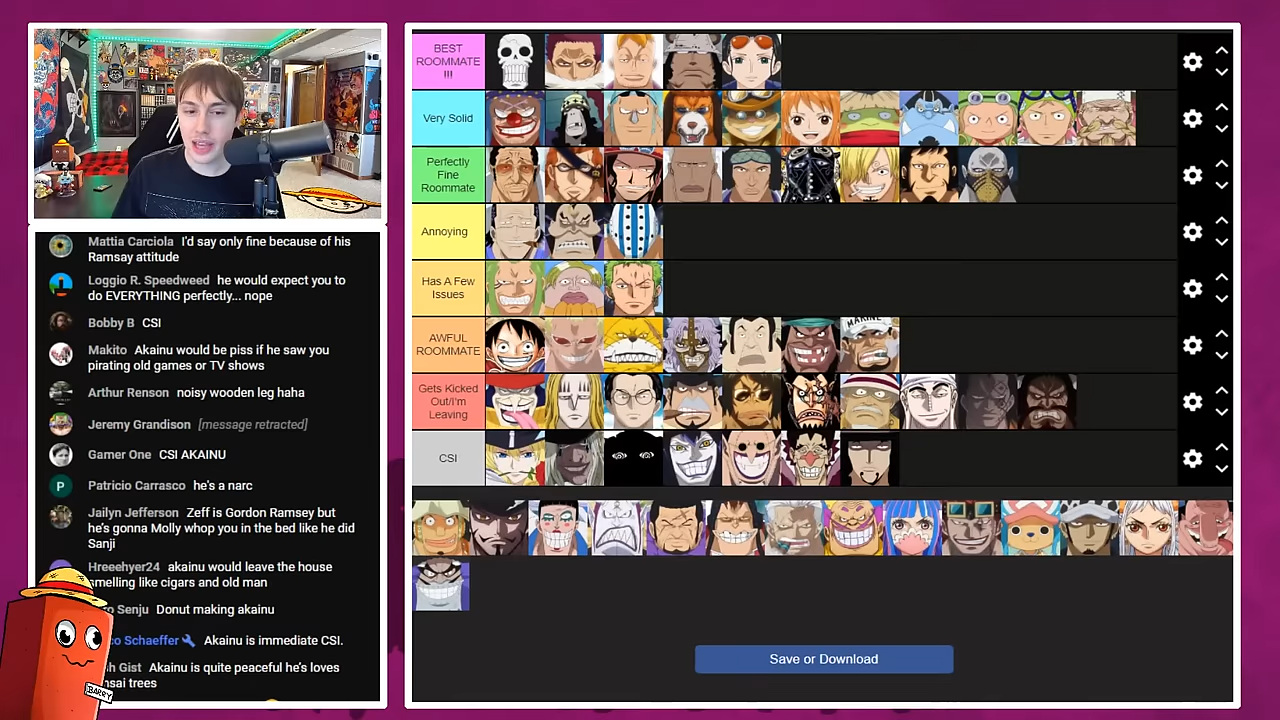 Mattia Carciola I'd say only fine because of his
Ramsay attitude
Loggio R. Speedweed he would expect you to
do EVERYTHING perfectly... nope
Bobby B CSI
Makito Akainu would be piss if he saw you
pirating old games or TV shows
Arthur Renson noisy wooden leg haha
Jeremy Grandison [message retracted]
Gamer One CSI AKAINU
P
Patricio Carrasco he's a narc
Jailyn Jefferson Zeff is Gordon Ramsey but
he's gonna Molly whop you in the bed like he did
Sanji
Hreeehyer24 akainu would leave the house
smelling like cigars and old man
Senju Donut making akainu
Schaeffer Akainu is immediate CSI.
Gist Akainu is quite peaceful he's loves
trees
BARRY
BEST
ROOMMATE
!!!
Very Solid
Perfectly
Fine
Roommate
Annoying
Has A Few
Issues
AWFUL
ROOMMATE
MARINE
Gets Kicked
Out/I'm
Leaving
CSI
Save or Download